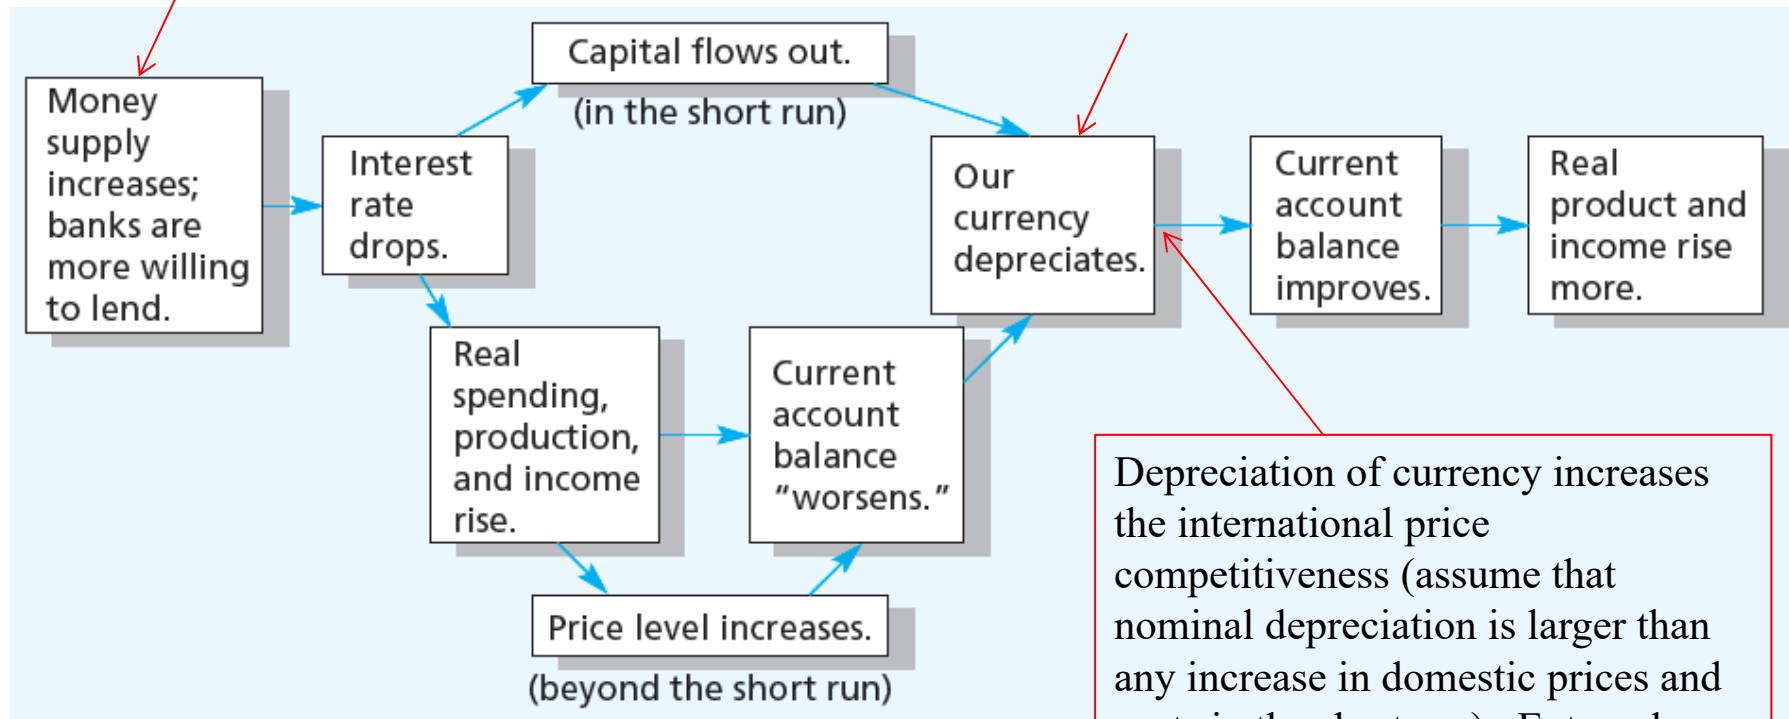 Money
supply
increases;
banks are
more willing
to lend.
Interest
rate
drops.
Capital flows out.
(in the short run)
Real
spending,
production,
and income
rise.
Price level increases.
(beyond the short run)
Current
account
balance
“worsens.”
Our
currency
depreciates.
Current
account
balance
improves.
Real
product and
income rise
more.
Depreciation of currency increases
the international price
competitiveness (assume that
nominal depreciation is larger than
any increase in domestic prices and